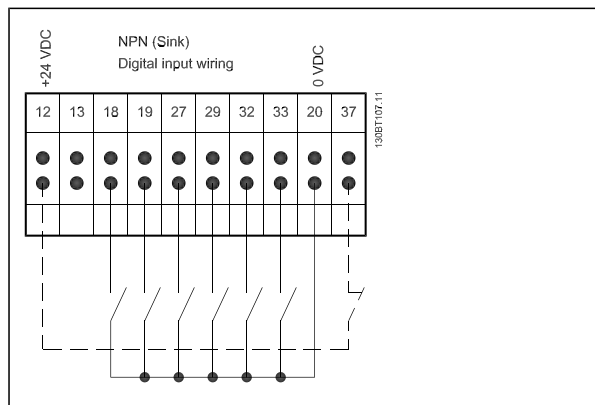 +24 VDC
NPN (Sink)
Digital input wiring
0 VDC
12 13 18 19 27 29 32 33 20 37
130BT107.11